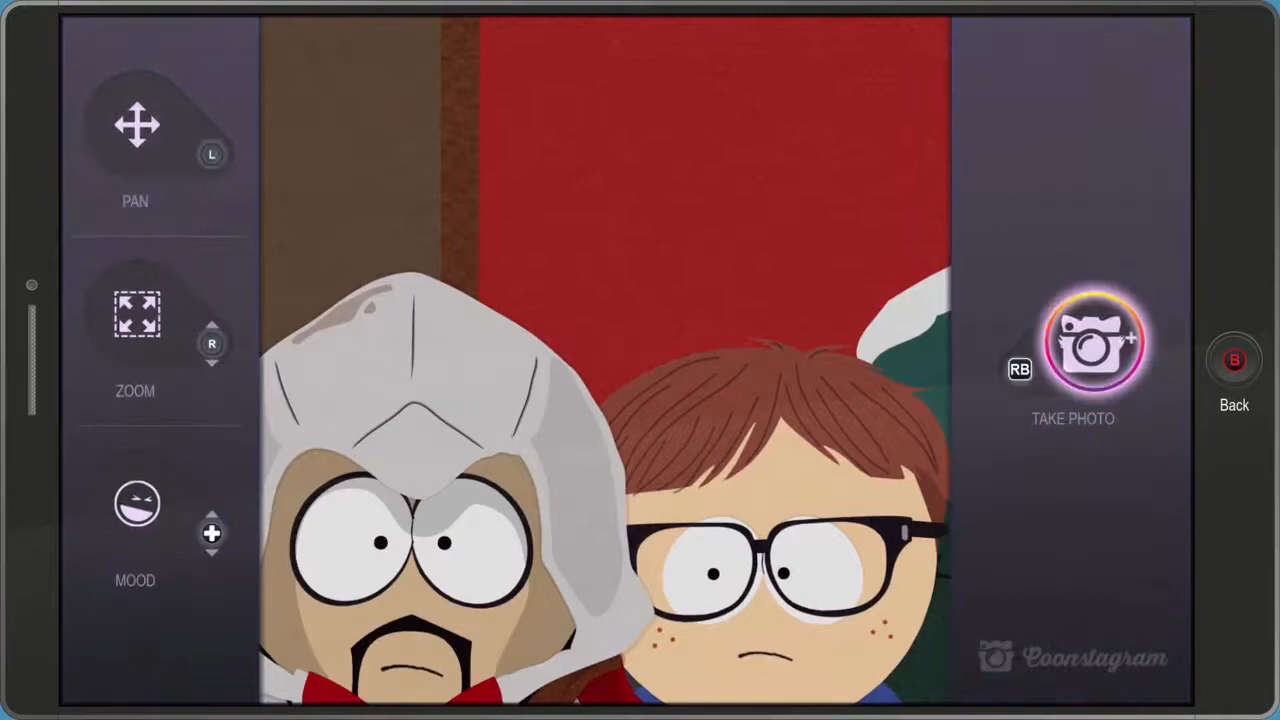 L
PAN
R
ZOOM
MOOD
RB
TAKE PHOTO
B
Back
Coonstagram